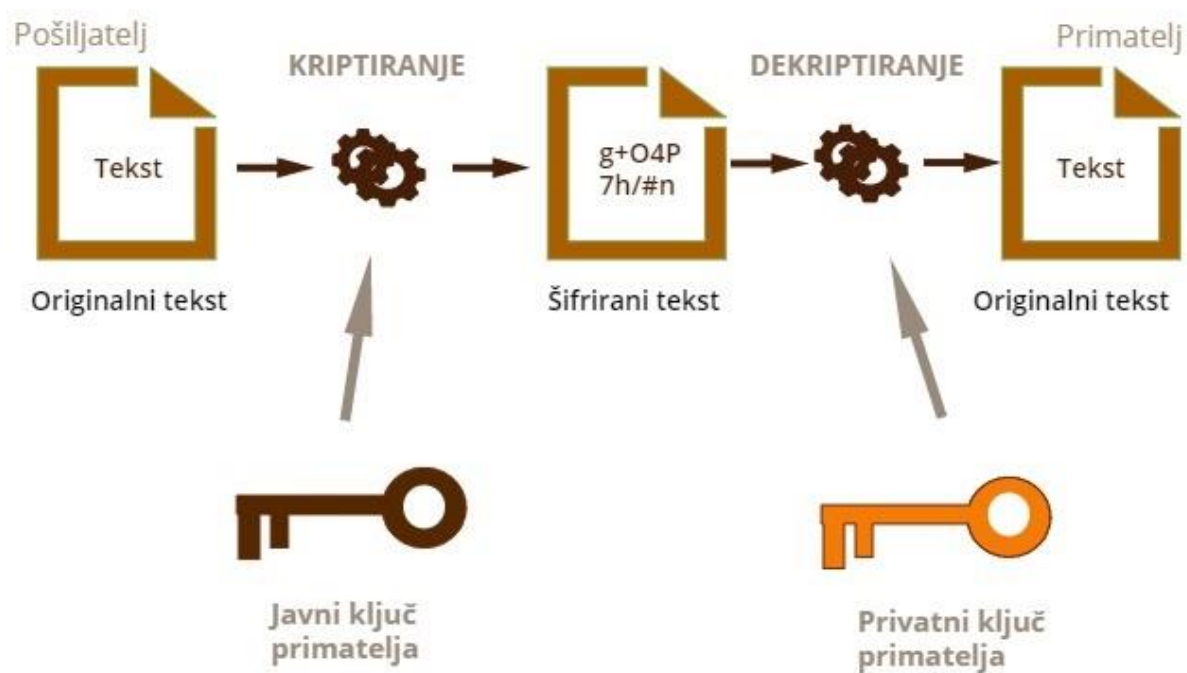 Pošiljatelj
Primatelj
KRIPTIRANJE
DEKRIPTIRANJE
Tekst
g+O4P
7h/#n
Tekst
Originalni tekst
Šifrirani tekst
Originalni tekst
Javni ključ
primatelja
Privatni ključ
primatelja